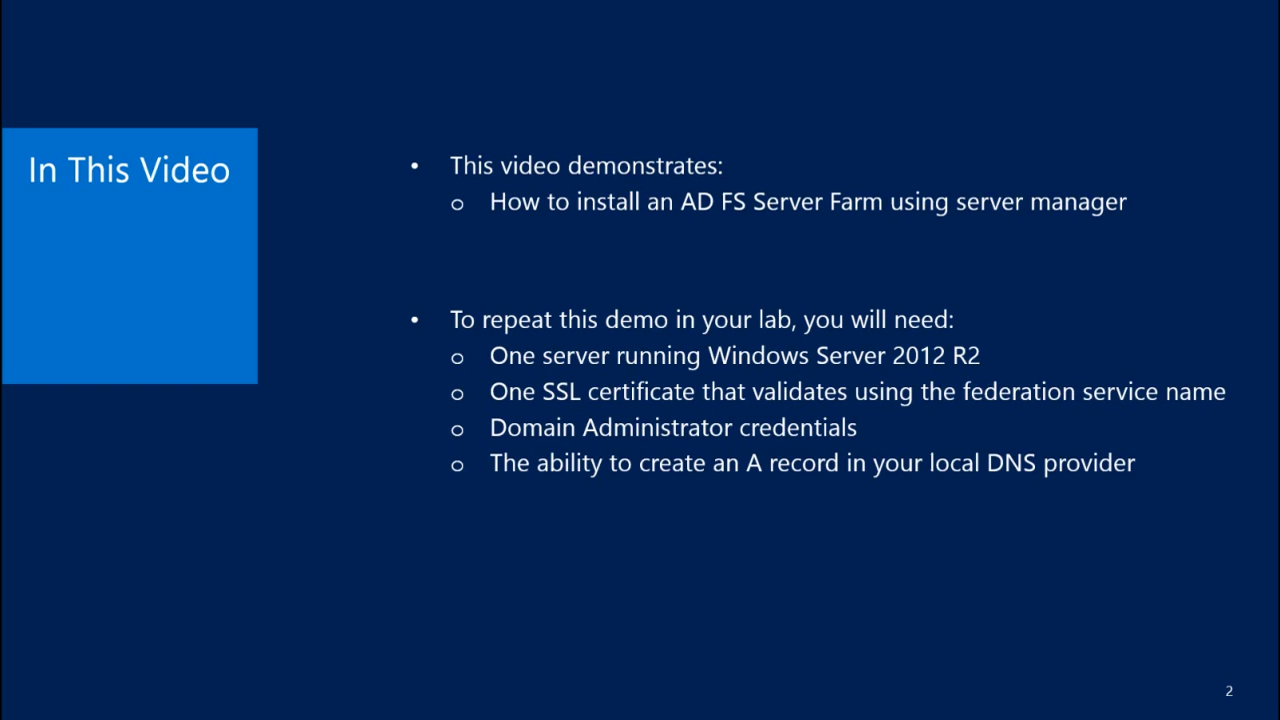 In This Video
• This video demonstrates:
o How to install an AD FS Server Farm using server manager
• To repeat this demo in your lab, you will need:
o One server running Windows Server 2012 R2
o One SSL certificate that validates using the federation service name
o Domain Administrator credentials
o The ability to create an A record in your local DNS provider
2